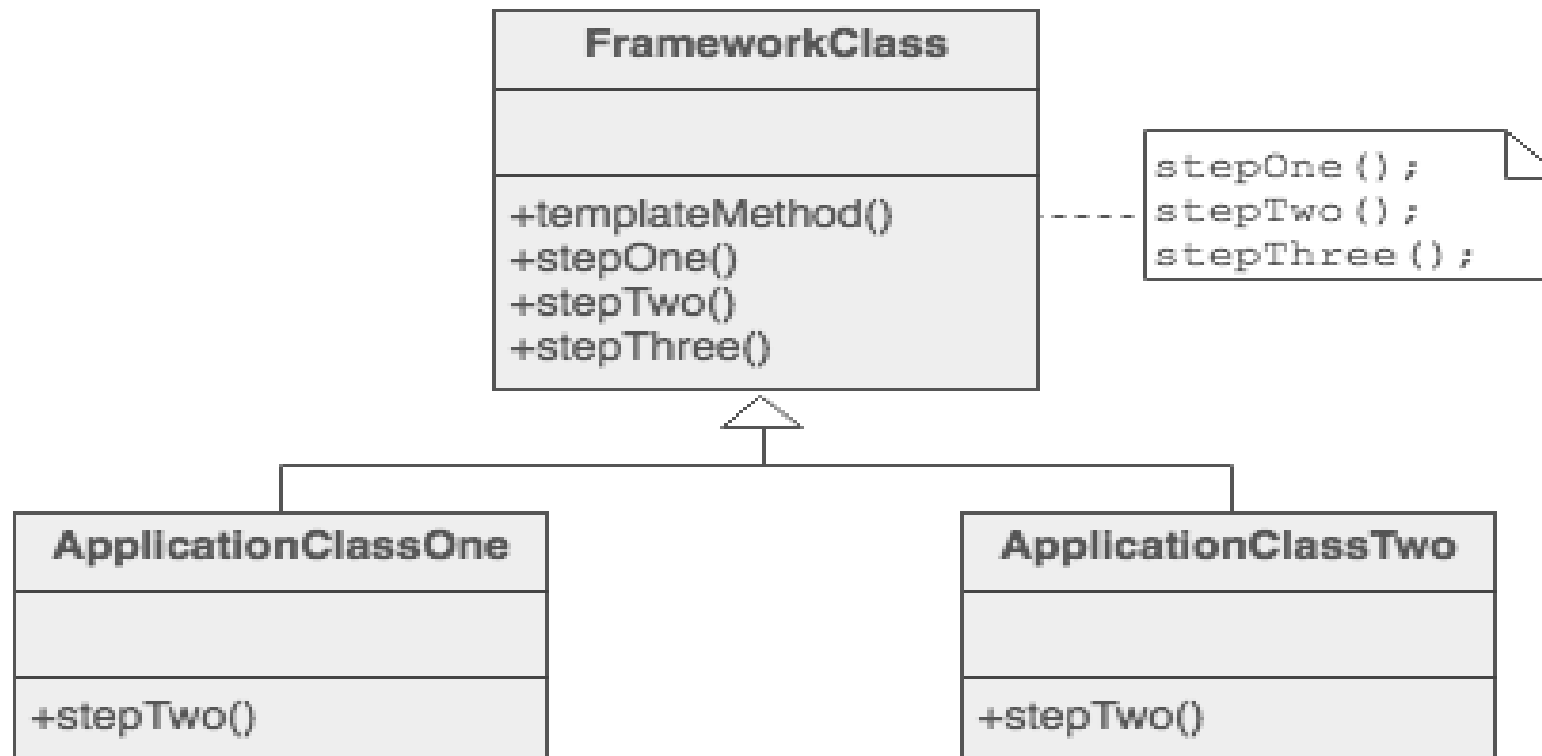 FrameworkClass
+templateMethod()
+stepOne()
+stepTwo()
+stepThree()
stepOne();
stepTwo();
stepThree();
ApplicationClassOne
+stepTwo()
ApplicationClassTwo
+stepTwo()